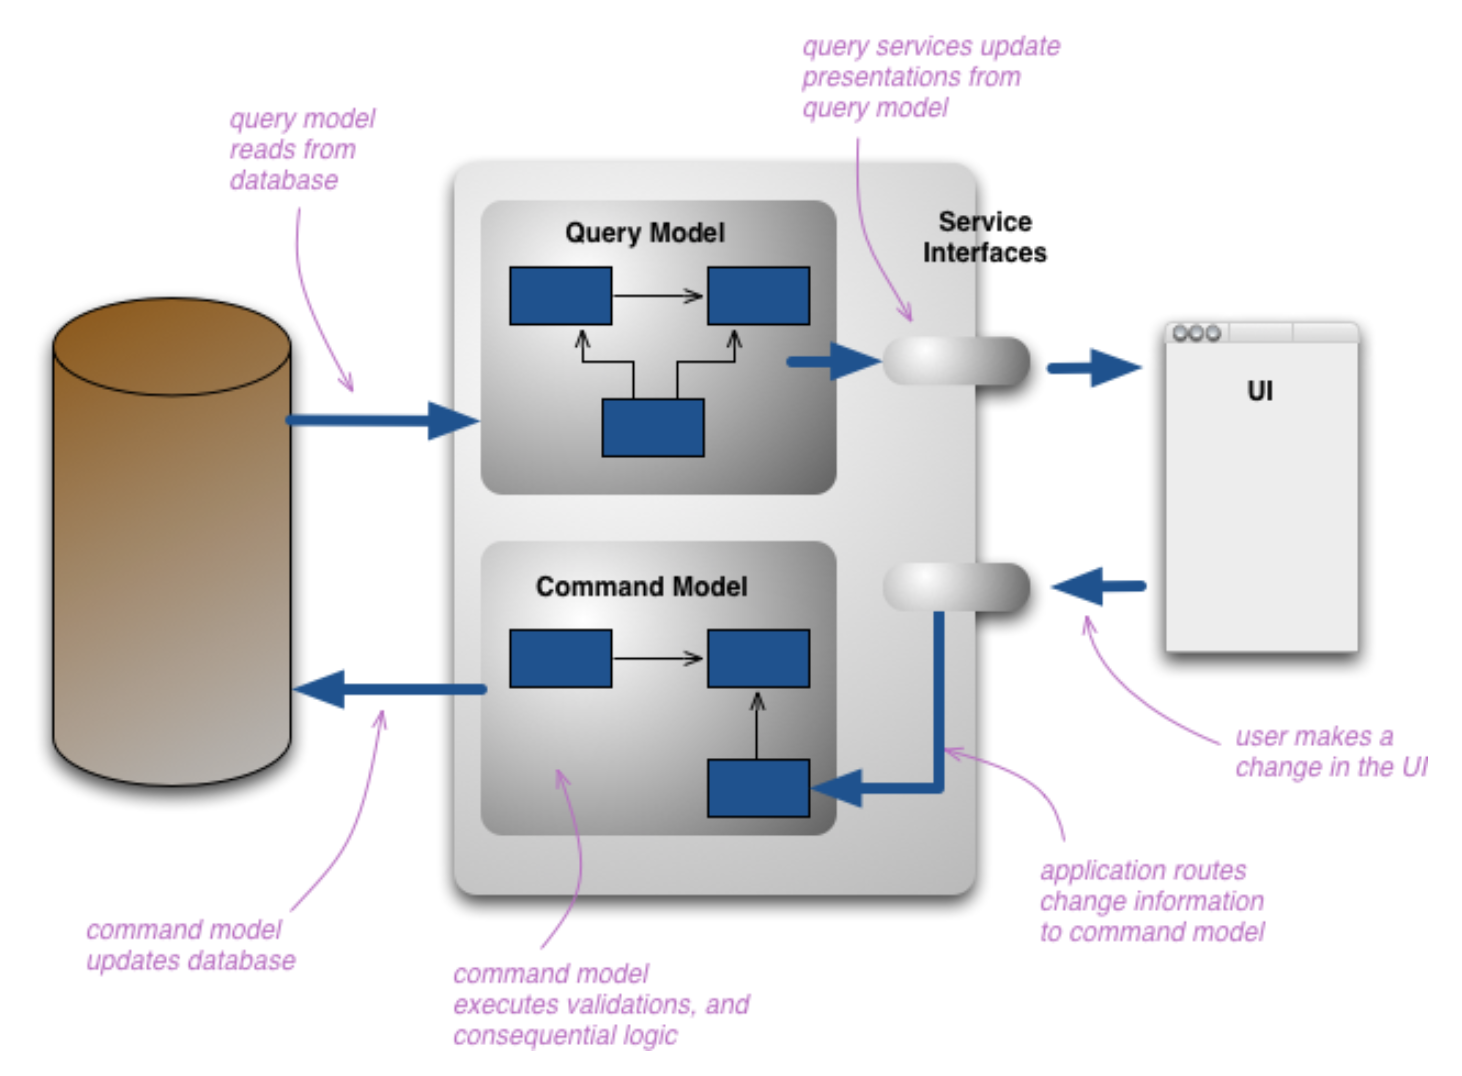 query services update
presentations from
query model
query model
reads from
database
Query Model
Service
Interfaces
UI
Command Model
user makes a
change in the UI
application routes
change information
to command model
command model
updates database
command model
executes validations, and
consequential logic